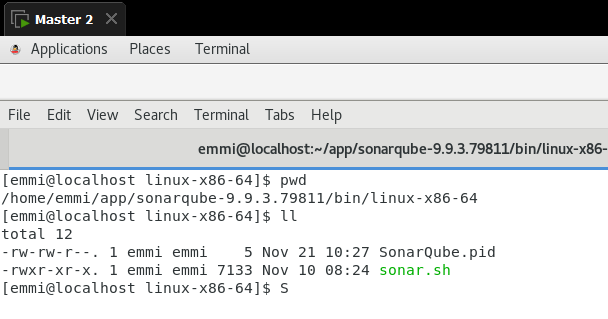 Master 2
Applications Places Terminal
File Edit View Search Terminal Tabs Help
emmi@localhost:~/app/sonarqube-9.9.3.79811/bin/linux-x86-
[emmi@localhost linux-x86-64]$ pwd
/home/emmi/app/sonarqube-9.9.3.79811/bin/linux-x86-64
[emmi@localhost linux-x86-64]$ ll
total 12
-rw-rw-r--. 1 emmi emmi    5 Nov 21 10:27 SonarQube.pid
-rwxr-xr-x. 1 emmi emmi 7133 Nov 10 08:24 sonar.sh
[emmi@localhost linux-x86-64]$ S